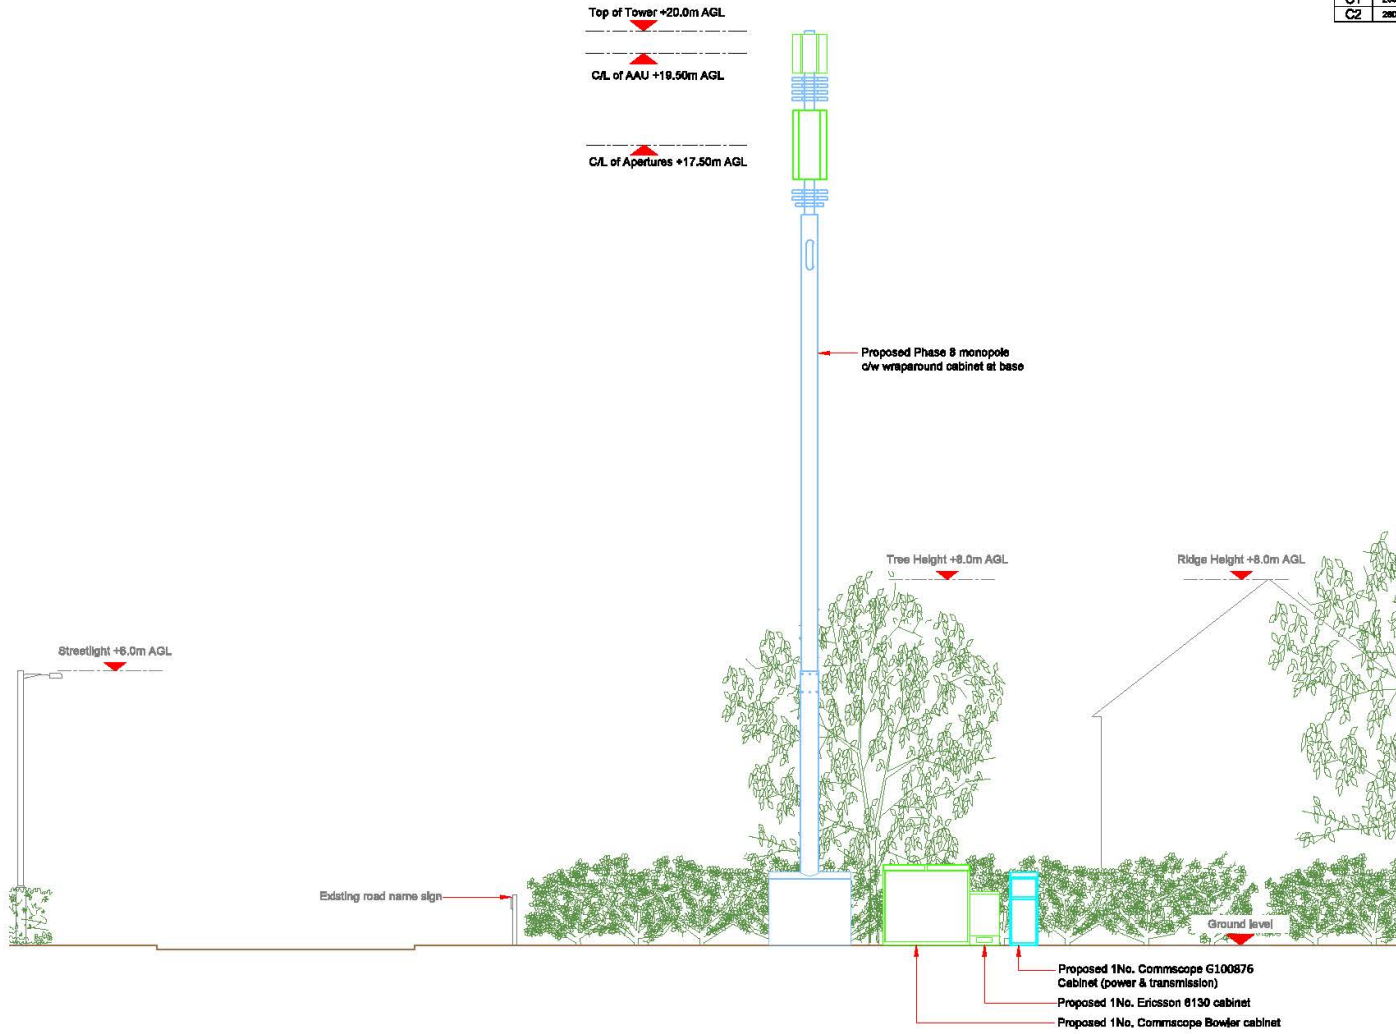 Top of Tower +20.0m AGL
C1
C2
C/L of AAU +19.50m AGL
C/L of Apertures +17.50m AGL
Proposed Phase 8 monopole
c/w wraparound cabinet at base
Tree Height +8.0m AGL
Ridge Height +8.0m AGL
Streetlight +6.0m AGL
Existing road name sign
Ground level
Proposed 1No. Commscope G100876
Cabinet (power & transmission)
Proposed 1No. Ericsson 6130 cabinet
Proposed 1No. Commscope Bowler cabinet